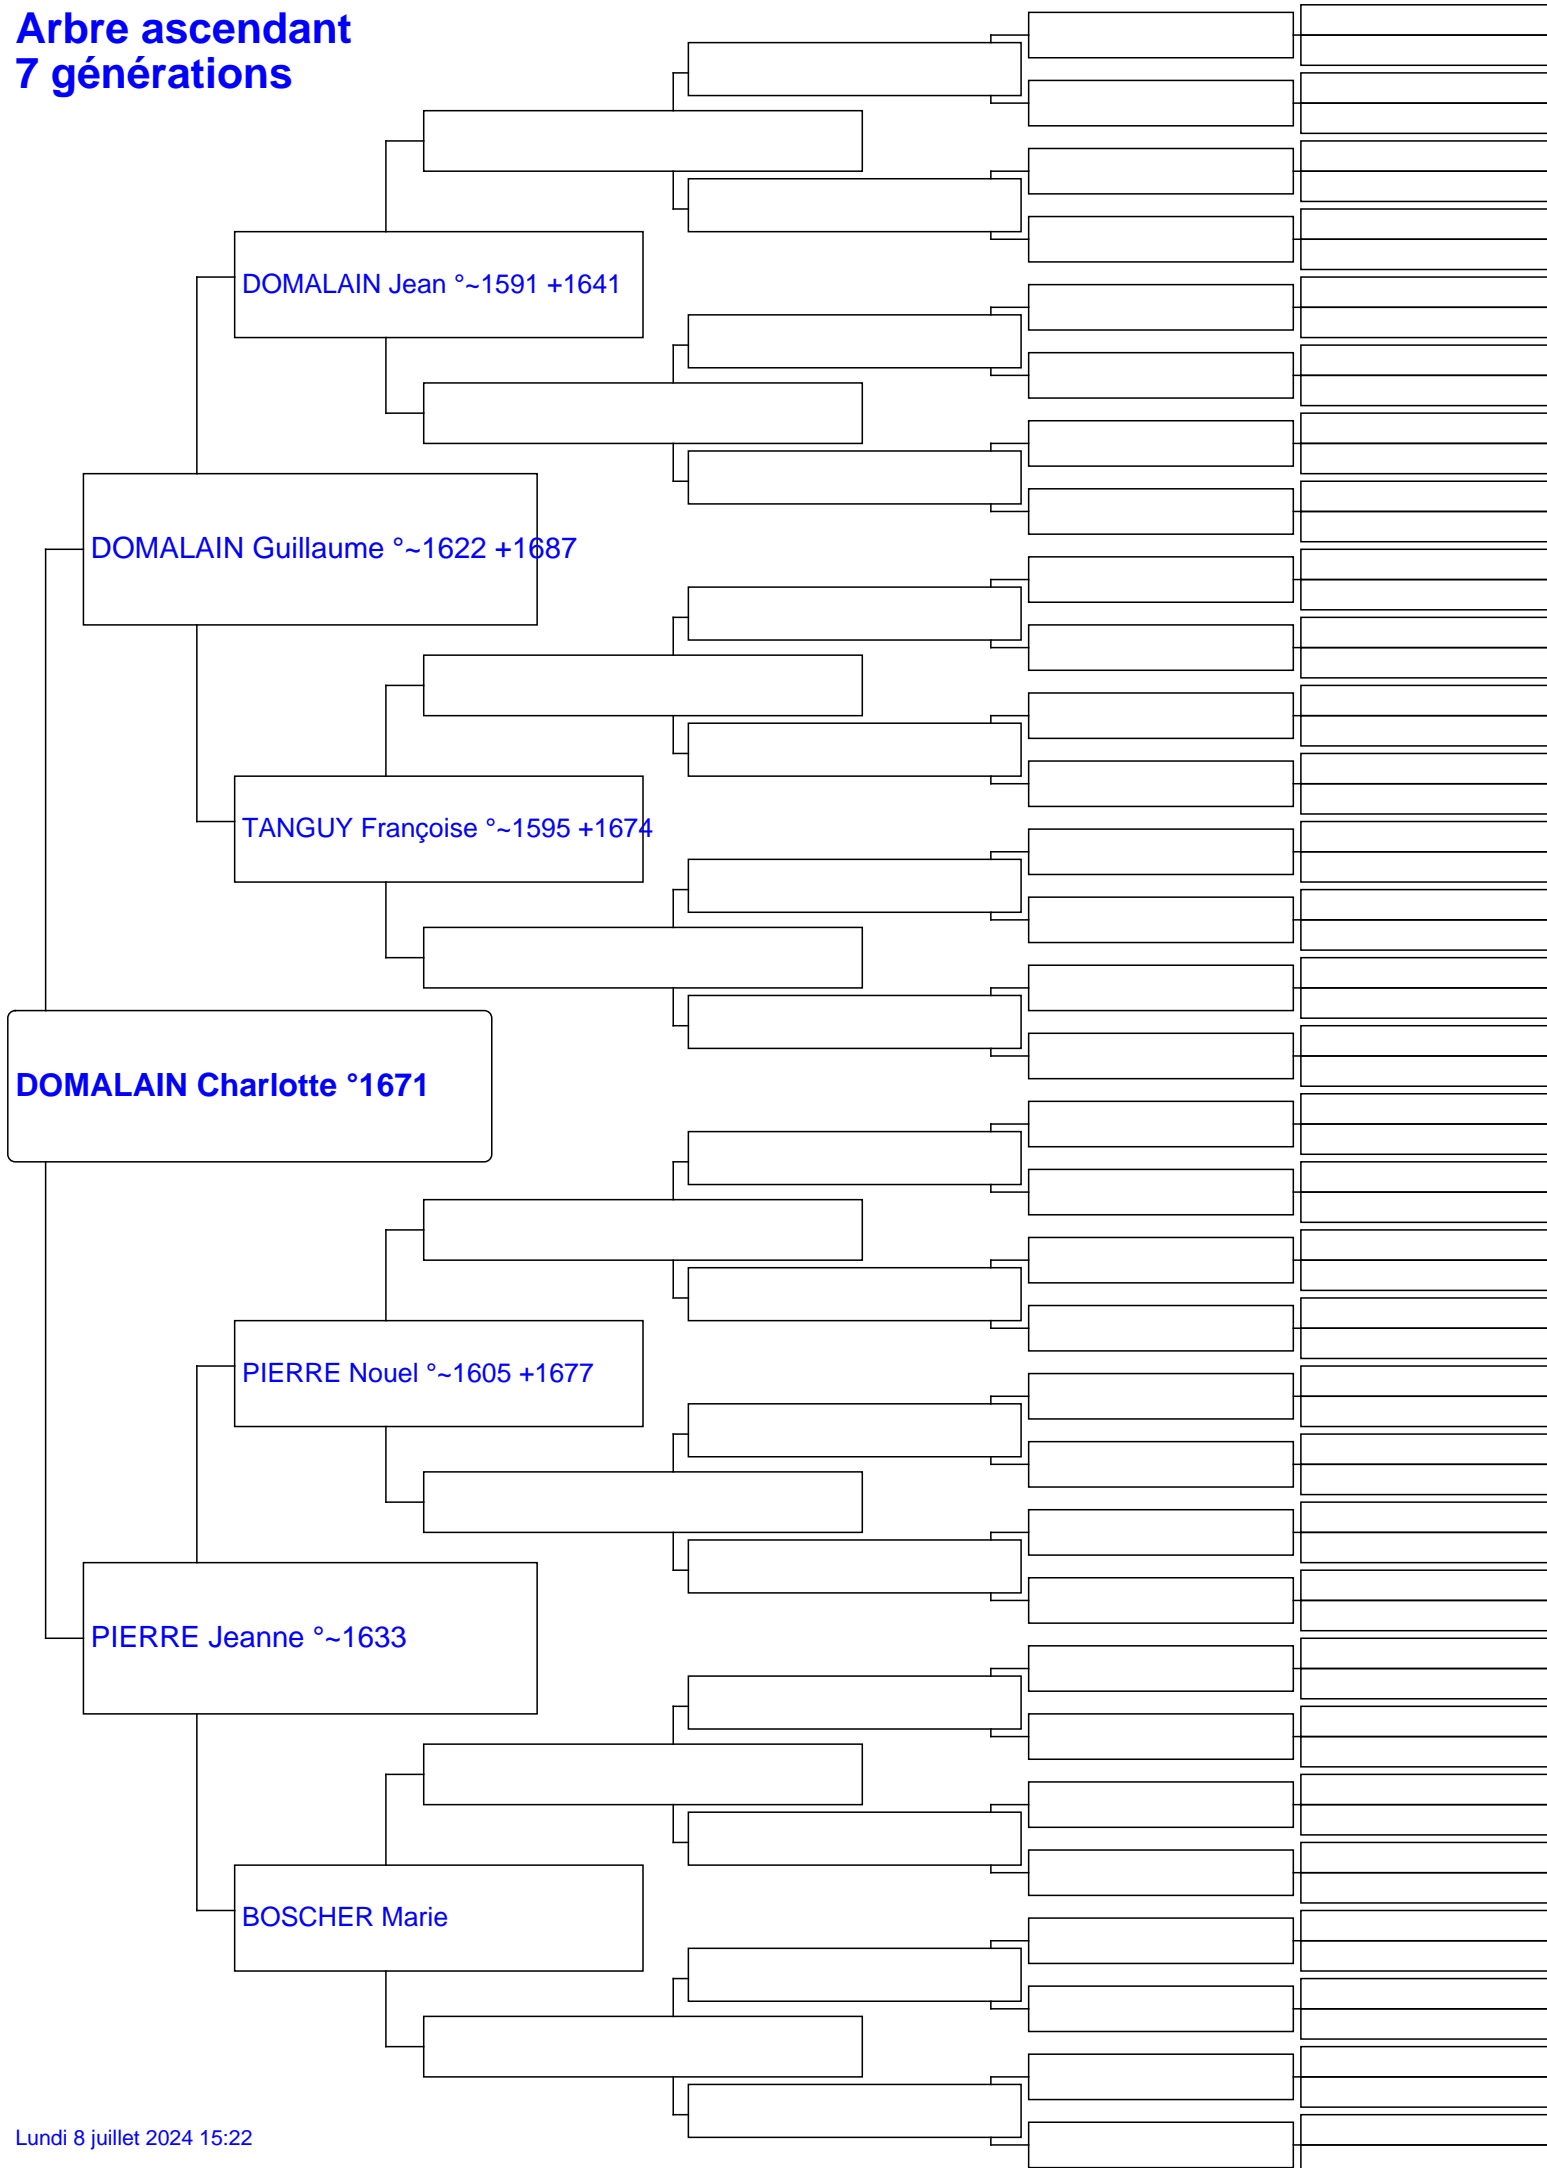 Arbre ascendant
7 générations
DOMALAIN Jean °~1591 +1641
DOMALAIN Guillaume °~1622 +1687
TANGUY Françoise °~1595 +1674
DOMALAIN Charlotte °1671
PIERRE Nouel °~1605 +1677
PIERRE Jeanne °~1633
BOSCHER Marie
Lundi 8 juillet 2024 15:22